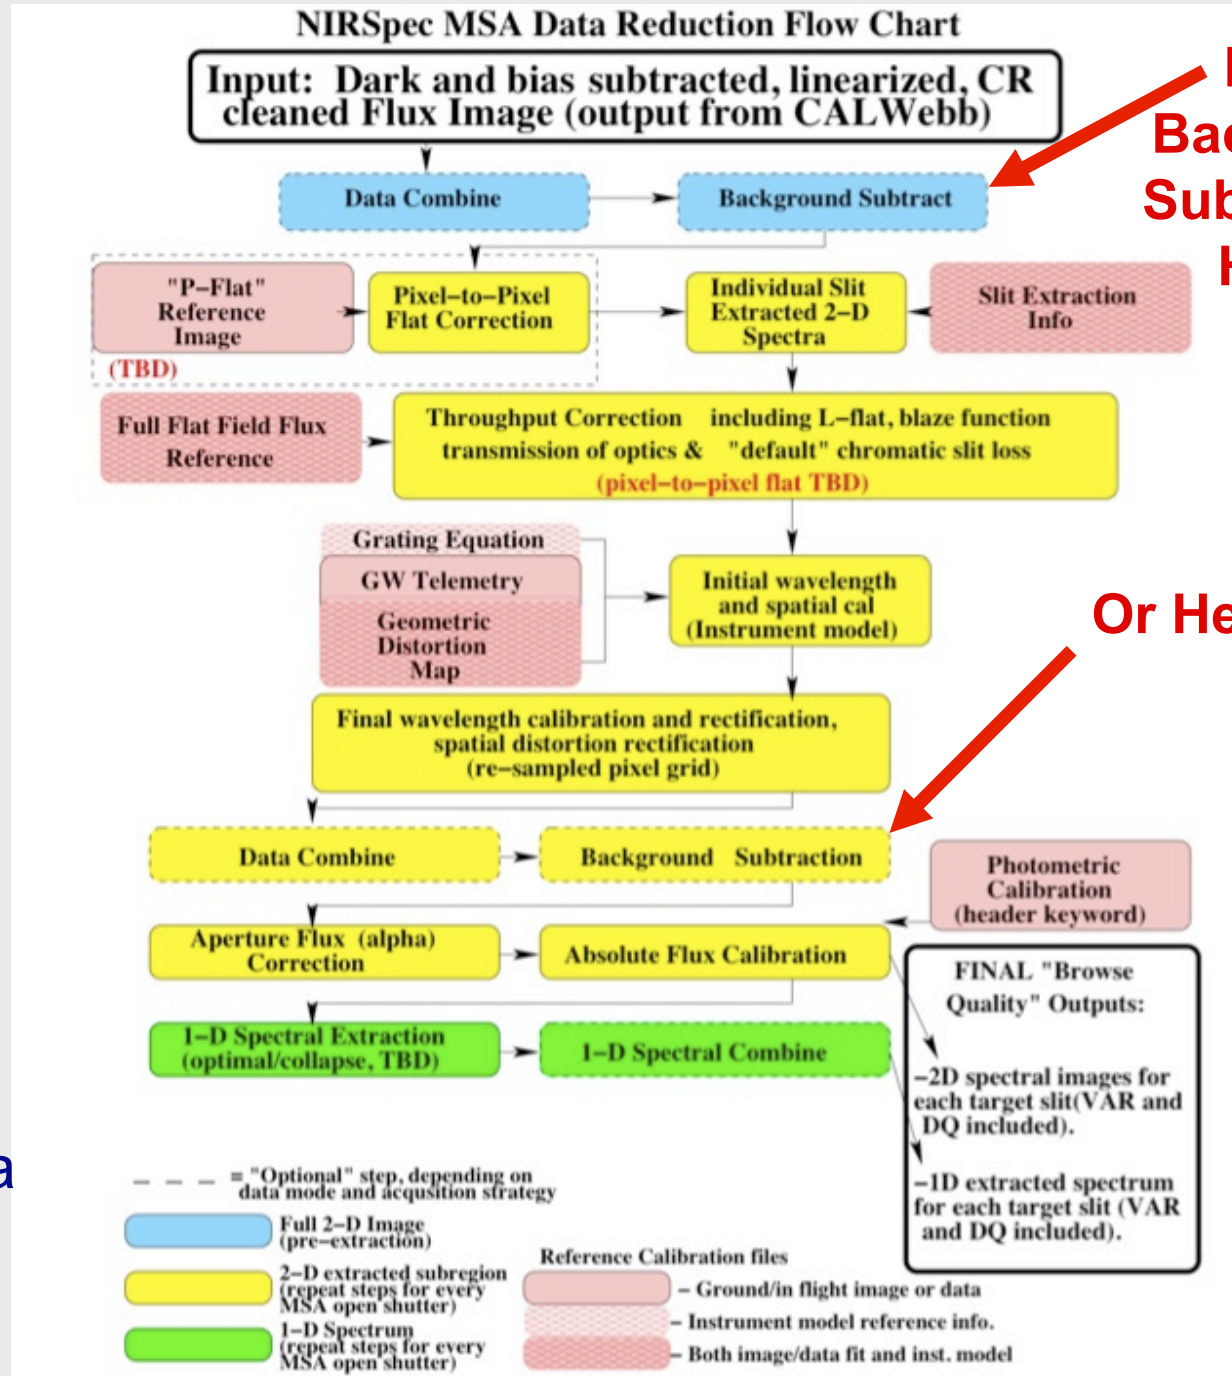 NIRSpec MSA Data Reduction Flow Chart
Input: Dark and bias subtracted, linearized, CR
cleaned Flux Image (output from CALWebb)
Data Combine
Background Subtract
"P-Flat"
Reference
Image
(TBD)
Pixel-to-Pixel
Flat Correction
Individual Slit
Extracted 2-D
Spectra
Slit Extraction
Info
Full Flat Field Flux
Reference
Throughput Correction including L-flat, blaze function
transmission of optics & "default" chromatic slit loss
(pixel-to-pixel flat TBD)
Grating Equation
GW Telemetry
Geometric
Distortion
Map
Initial wavelength
and spatial cal
(Instrument model)
Or He
Final wavelength calibration and rectification,
spatial distortion rectification
(re-sampled pixel grid)
Data Combine
Background Subtraction
Photometric
Calibration
(header keyword)
Aperture Flux (alpha)
Correction
Absolute Flux Calibration
1-D Spectral Extraction
(optimal/collapse, TBD)
1-D Spectral Combine
FINAL "Browse
Quality" Outputs:
-2D spectral images for
each target slit(VAR and
DQ included).
-1D extracted spectrum
for each target slit (VAR
and DQ included).
a
= "Optional" step, depending on
data mode and acqusition strategy
Full 2-D Image
(pre-extraction)
2-D extracted subregion
(repeat steps for every
MSA open shutter)
1-D Spectrum
(repeat steps for every
MSA open shutter)
Reference Calibration files
- Ground/in flight image or data
- Instrument model reference info.
- Both image/data fit and inst. model